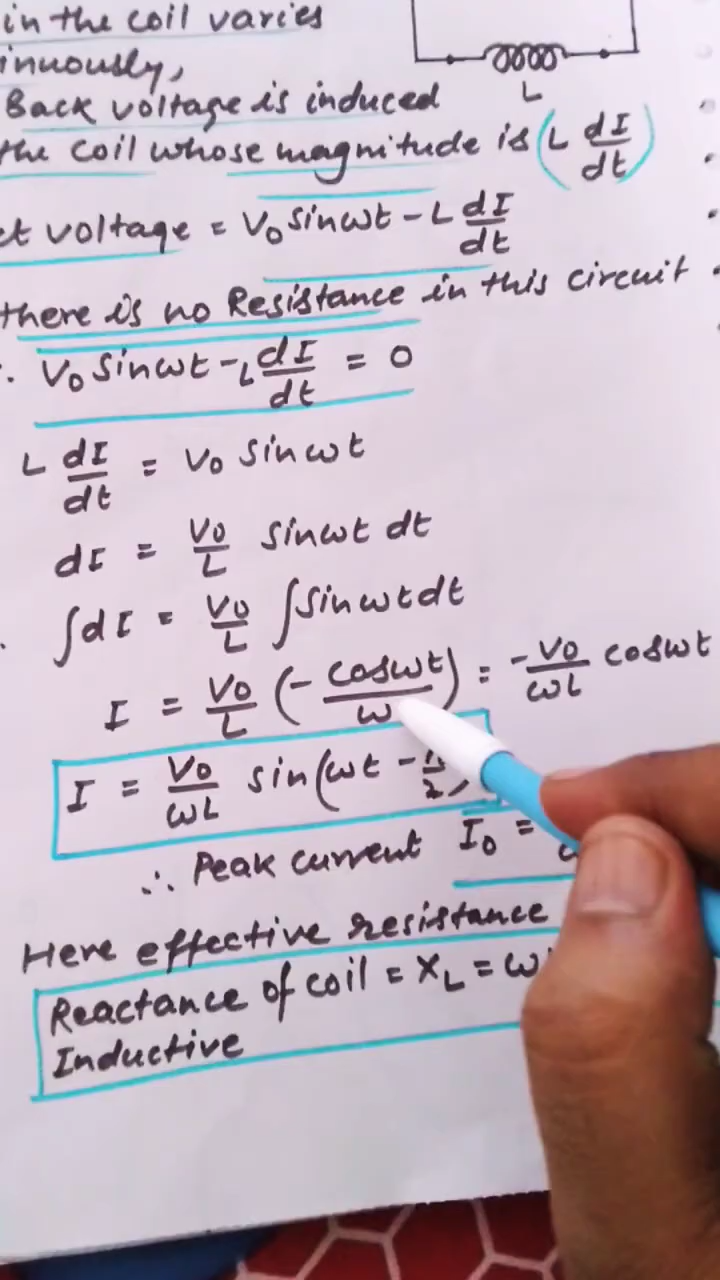 in the coil varies
inuously,
L
Back voltage is induced
the coil whose magnitude is (L dI/dt)
ct voltage = V₀ sinωt - L dI/dt
there is no Resistance in this circuit
∴ V₀ sinωt - L dI/dt = 0
L dI/dt = V₀ sinωt
dI = V₀/L sinωt dt
∫dI = V₀/L ∫sinωtdt
I = V₀/L (- cosωt/ω) = -V₀/ωL cosωt
I = V₀/ωL sin(ωt - π/2)
∴ Peak current I₀ =
Here effective resistance
Reactance of coil = X_L = ω
Inductive